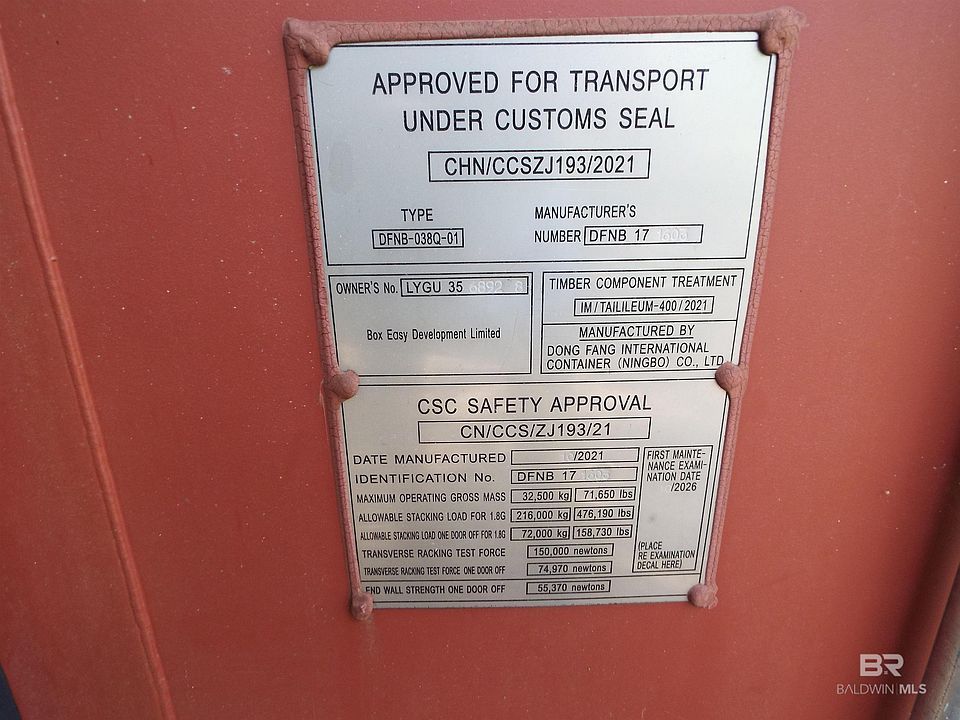 APPROVED FOR TRANSPORT
UNDER CUSTOMS SEAL
CHN/CCSZJ193/2021
TYPE
DFNB-038Q-01
MANUFACTURER'S
NUMBER DFNB 17
OWNER'S No. LYGU 35 6892 8
Box Easy Development Limited
TIMBER COMPONENT TREATMENT
IM/TAILILEUM-400/2021
MANUFACTURED BY
DONG FANG INTERNATIONAL
CONTAINER (NINGBO) CO., LTD
CSC SAFETY APPROVAL
CN/CCS/ZJ193/21
DATE MANUFACTURED /2021
IDENTIFICATION No. DFNB 17
MAXIMUM OPERATING GROSS MASS 32,500 kg 71,650 lbs
ALLOWABLE STACKING LOAD FOR 1.8G 216,000 kg 476,190 lbs
ALLOWABLE STACKING LOAD ONE DOOR OFF FOR 1.8G 72,000 kg 158,730 lbs
TRANSVERSE RACKING TEST FORCE 150,000 newtons
TRANSVERSE RACKING TEST FORCE ONE DOOR OFF 74,970 newtons
END WALL STRENGTH ONE DOOR OFF 55,370 newtons
FIRST MAINTE-
NANCE EXAMI-
NATION DATE
/2026
(PLACE
RE EXAMINATION
DECAL HERE)
BR
BALDWIN MLS